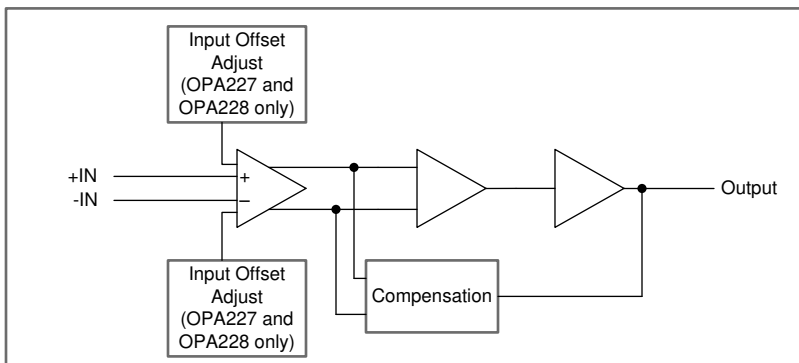 Input Offset
Adjust
(OPA227 and
OPA228 only)
+IN
-IN
+
−
Output
Compensation
Input Offset
Adjust
(OPA227 and
OPA228 only)